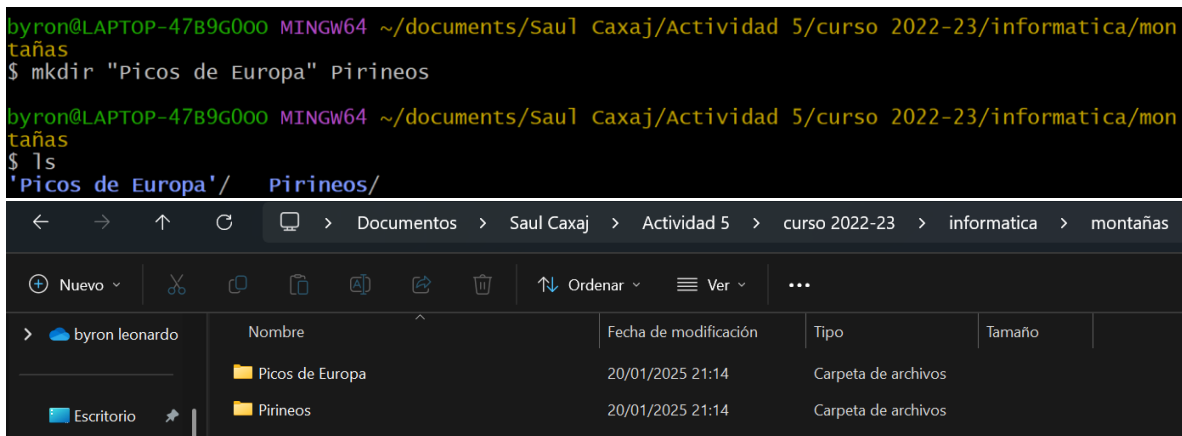 byron@LAPTOP-47B9G0O0 MINGW64 ~/documents/Saul Caxaj/Actividad 5/curso 2022-23/informatica/mon
tañas
$ mkdir "Picos de Europa" Pirineos
byron@LAPTOP-47B9G0O0 MINGW64 ~/documents/Saul Caxaj/Actividad 5/curso 2022-23/informatica/mon
tañas
$ ls
'Picos de Europa'/   Pirineos/
Documentos > Saul Caxaj > Actividad 5 > curso 2022-23 > informatica > montañas
Nuevo Ordenar Ver
byron leonardo Nombre Fecha de modificación Tipo Tamaño
Picos de Europa 20/01/2025 21:14 Carpeta de archivos
Escritorio Pirineos 20/01/2025 21:14 Carpeta de archivos